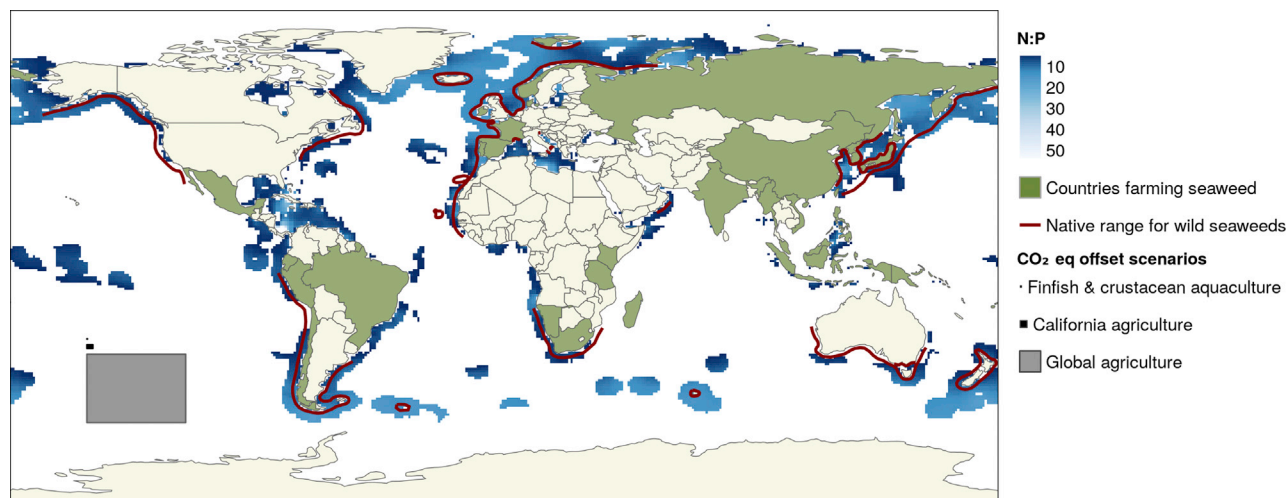 N:P
10
20
30
40
50
Countries farming seaweed
Native range for wild seaweeds
CO₂ eq offset scenarios
Finfish & crustacean aquaculture
California agriculture
Global agriculture